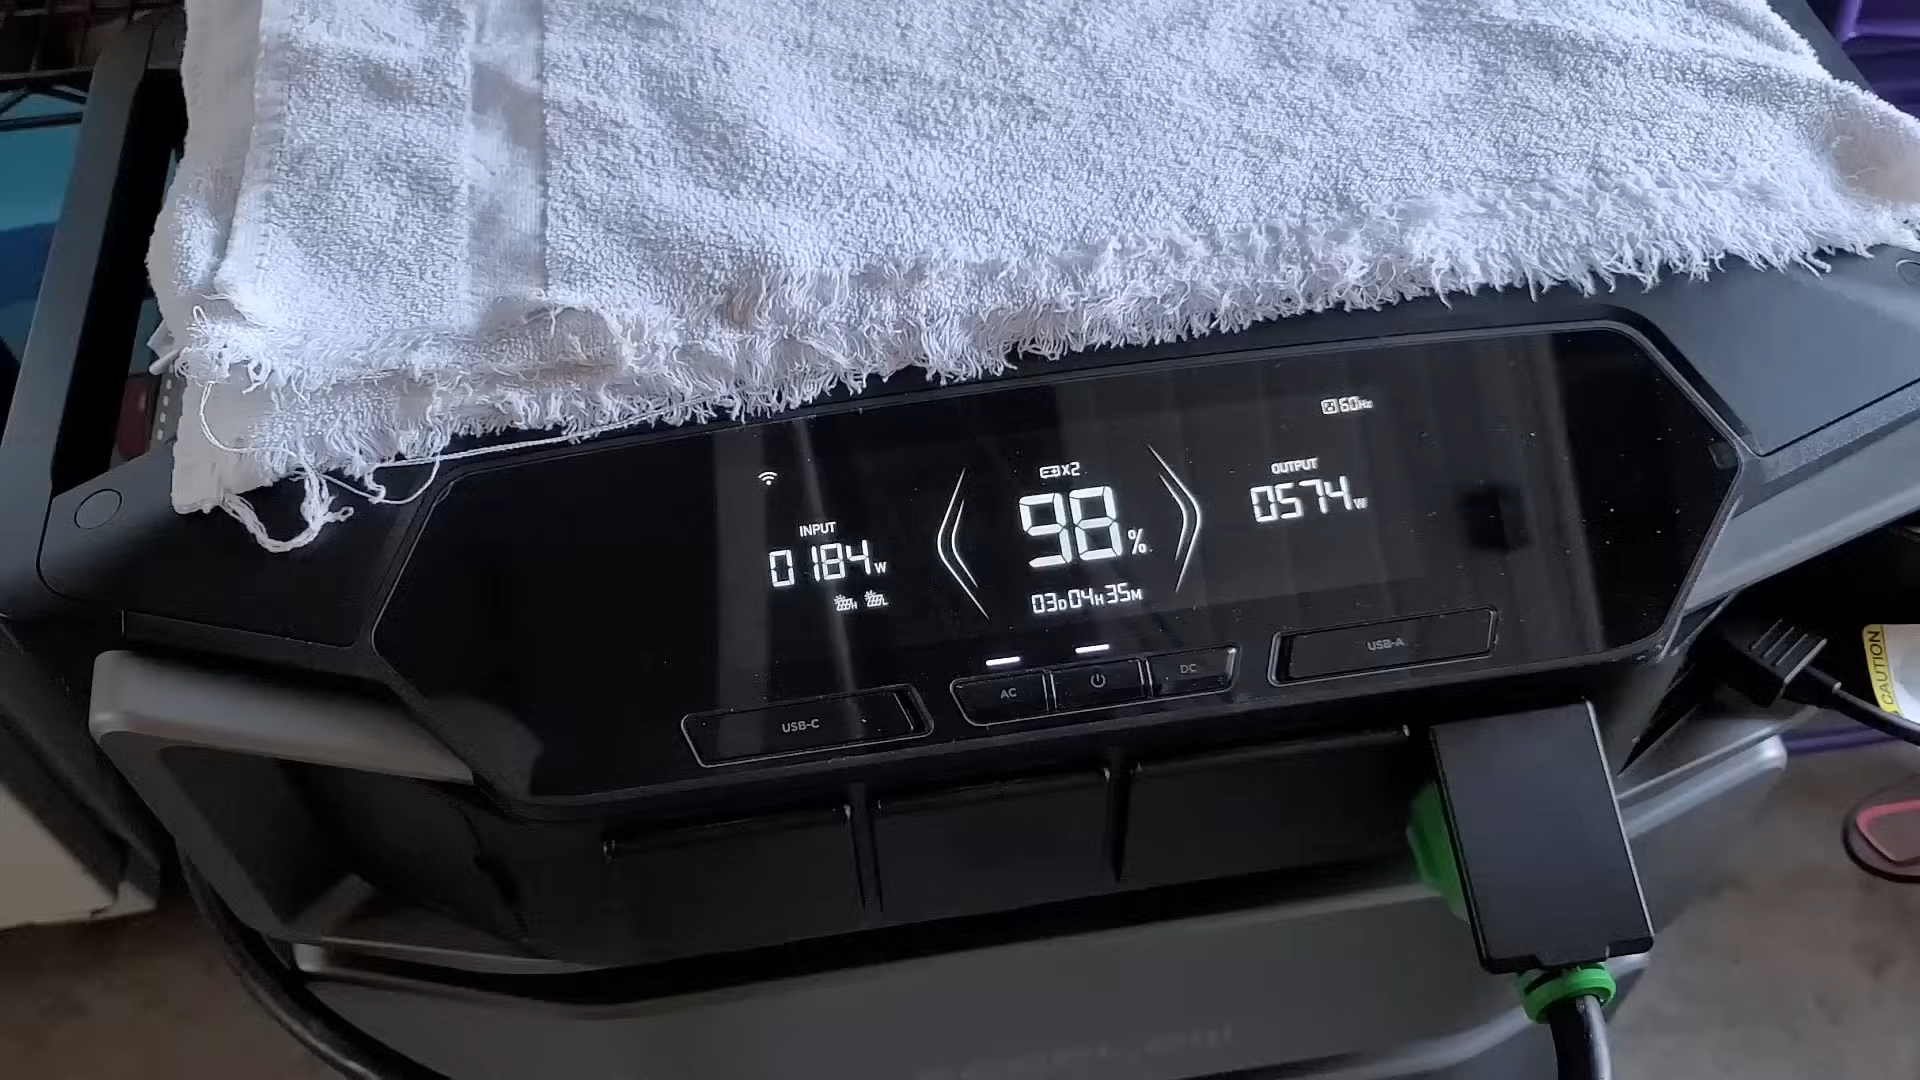 60Hz
X2
OUTPUT
0574W
INPUT
0184W
98%
03D04H35M
H
L
USB-C
AC
DC
USB-A
CAUTION